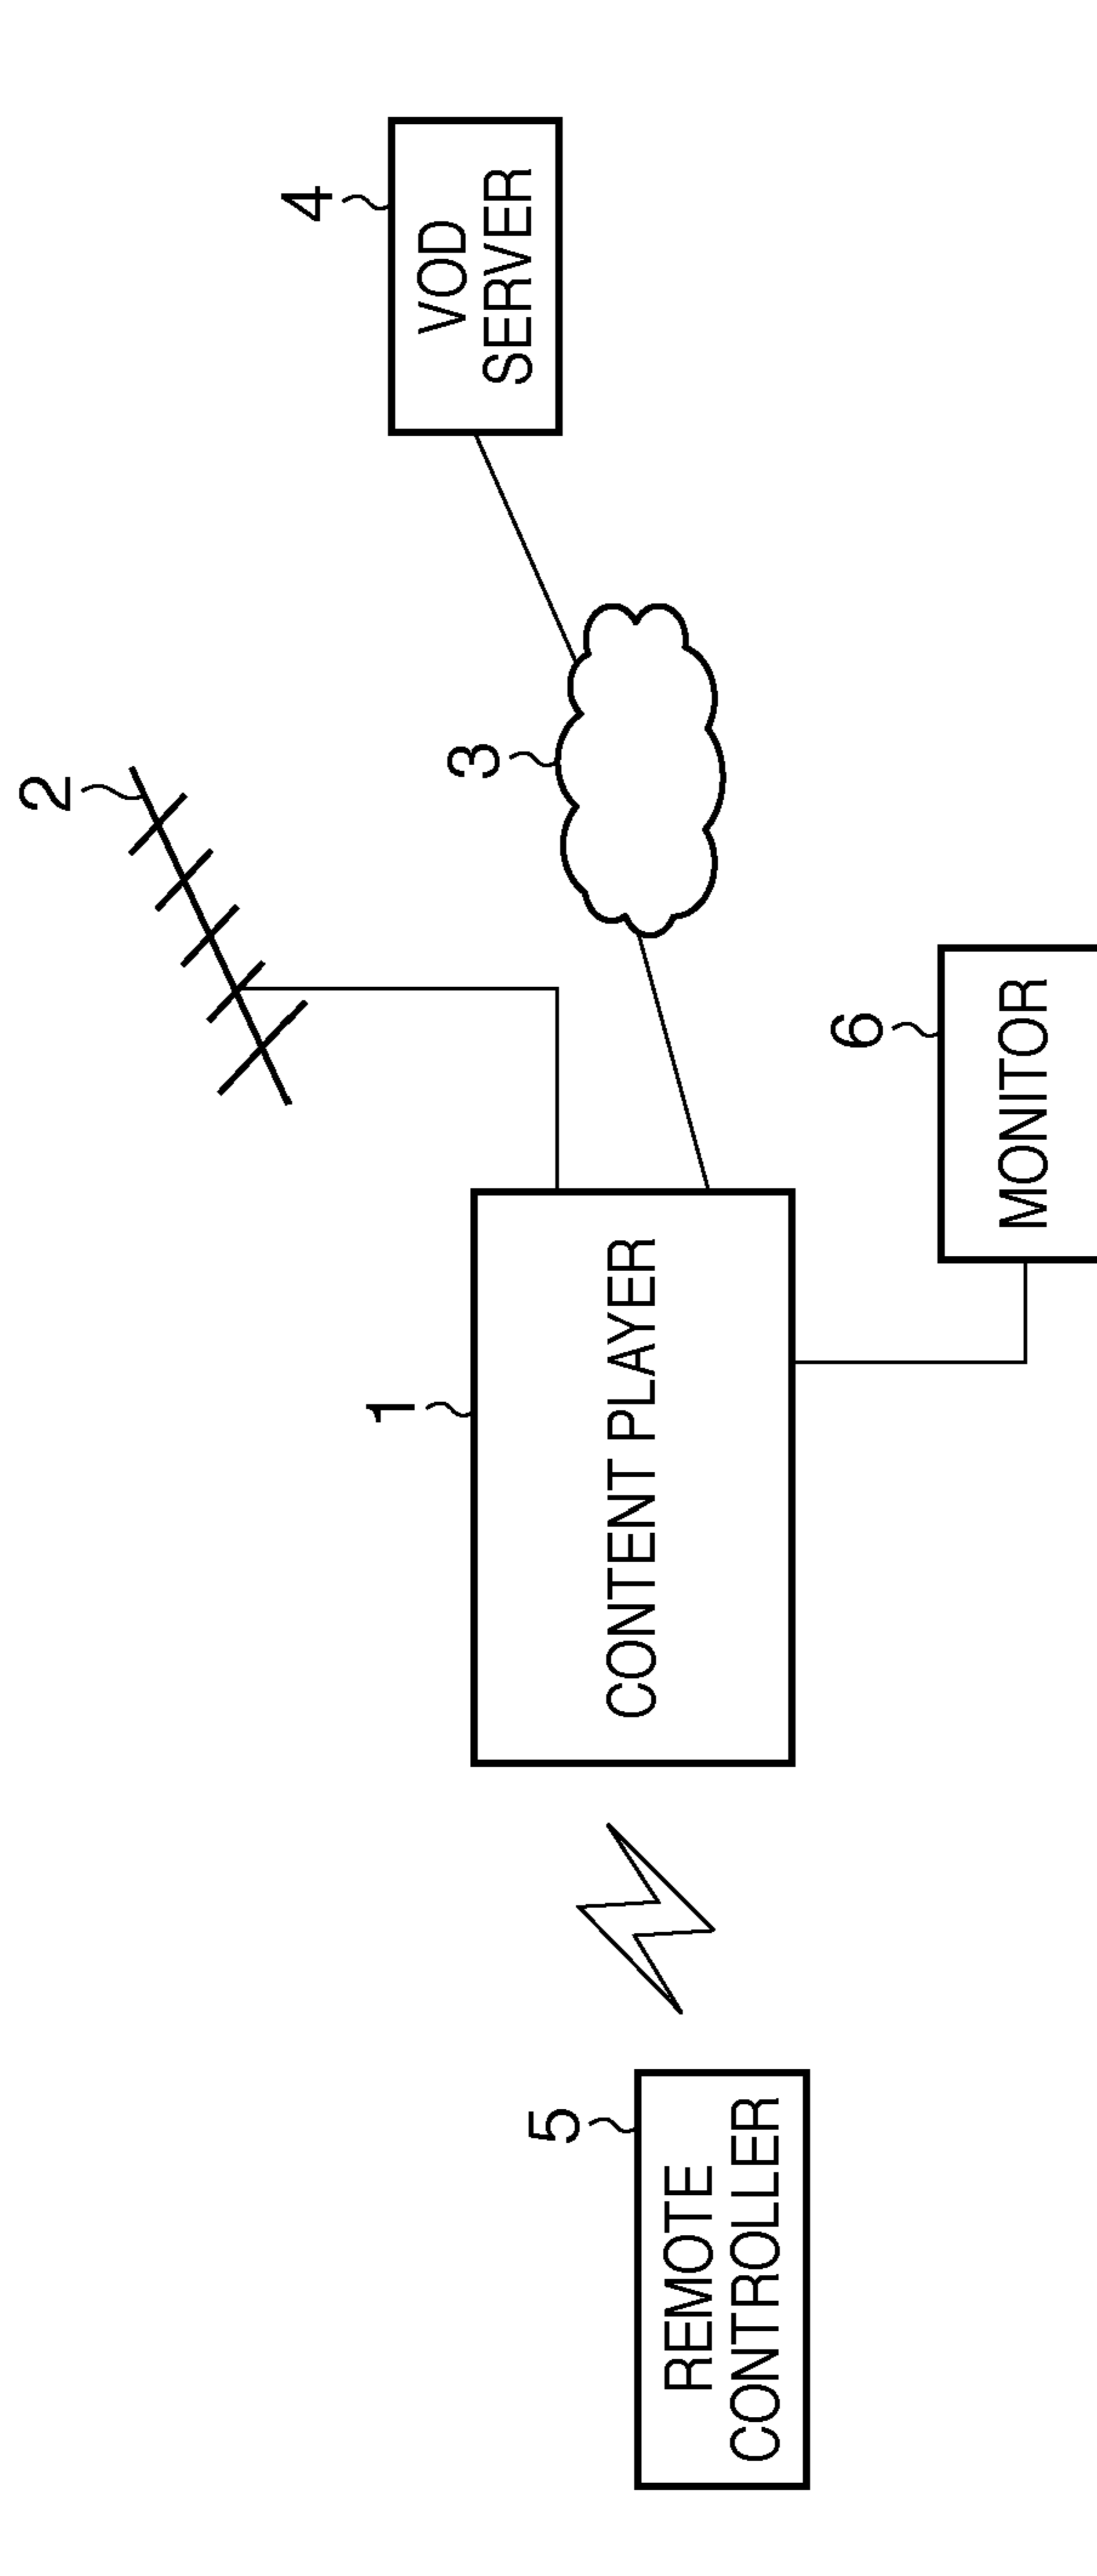 2
4
VOD
SERVER
3
1
CONTENT PLAYER
5
REMOTE
CONTROLLER
6
MONITOR